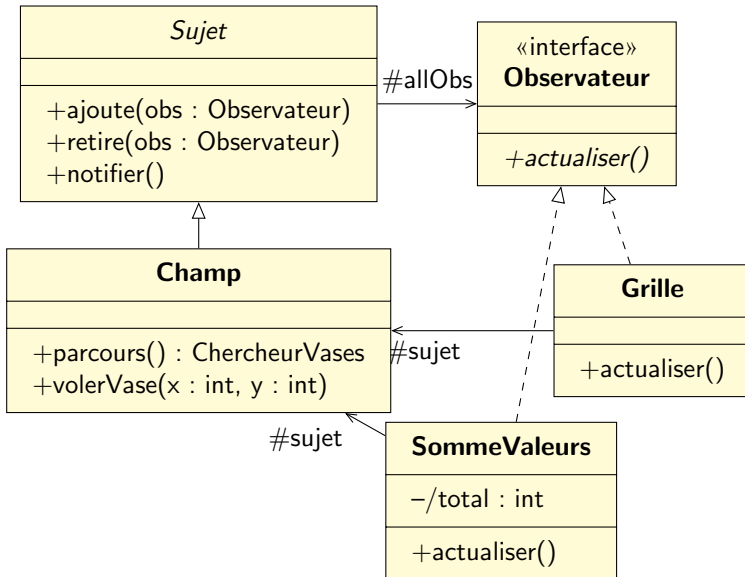 Sujet
+ajoute(obs : Observateur)
+retire(obs : Observateur)
+notifier()
#allObs
«interface»
Observateur
+actualiser()
Champ
+parcours() : ChercheurVases
+volerVase(x : int, y : int)
#sujet
Grille
+actualiser()
#sujet
SommeValeurs
–/total : int
+actualiser()